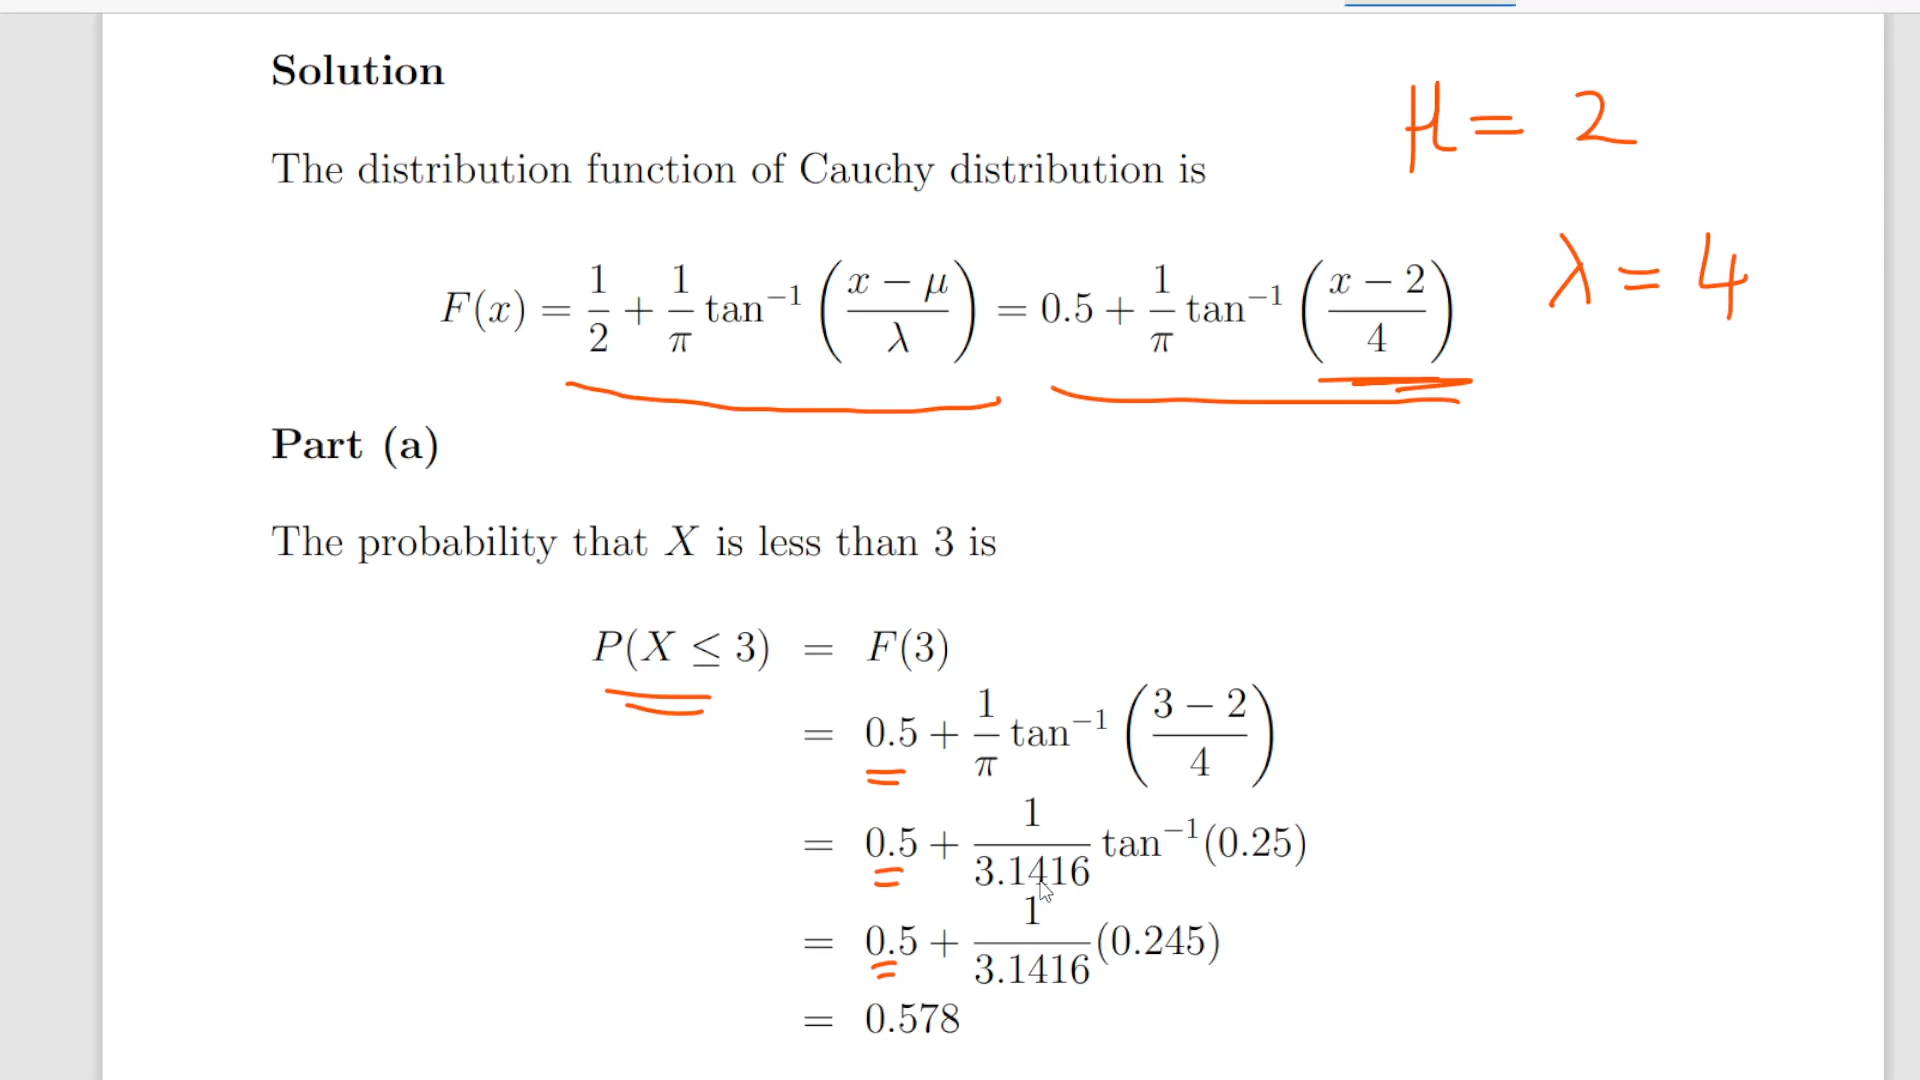 Solution
μ = 2
The distribution function of Cauchy distribution is
F(x) = 1/2 + 1/π tan⁻¹((x − μ)/λ) = 0.5 + 1/π tan⁻¹((x − 2)/4)
λ = 4
Part (a)
The probability that X is less than 3 is
P(X ≤ 3) = F(3)
= 0.5 + 1/π tan⁻¹((3 − 2)/4)
= 0.5 + 1/3.1416 tan⁻¹(0.25)
= 0.5 + 1/3.1416 (0.245)
= 0.578